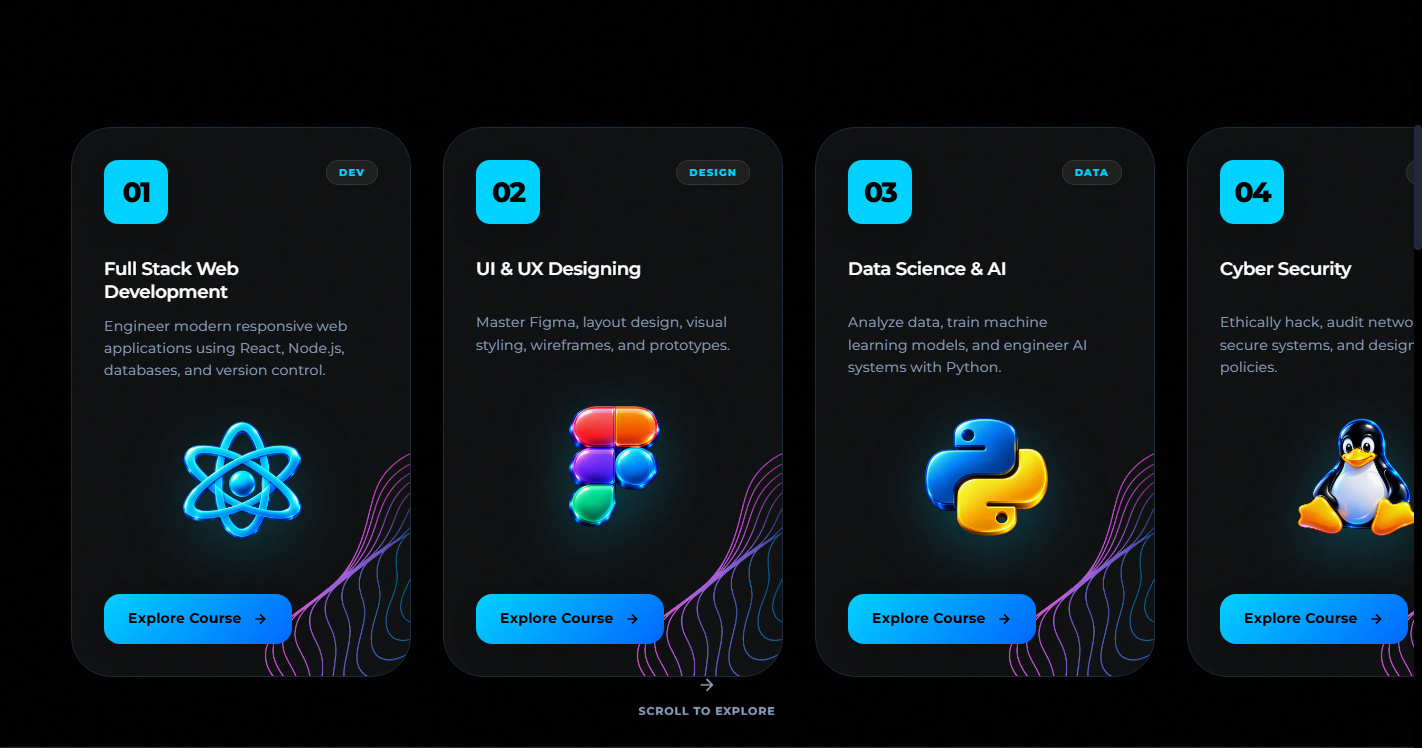 01
DEV
Full Stack Web
Development
Engineer modern responsive web
applications using React, Node.js,
databases, and version control.
Explore Course →
02
DESIGN
UI & UX Designing
Master Figma, layout design, visual
styling, wireframes, and prototypes.
Explore Course →
03
DATA
Data Science & AI
Analyze data, train machine
learning models, and engineer AI
systems with Python.
Explore Course →
04
Cyber Security
Ethically hack, audit netwo
secure systems, and design
policies.
Explore Course →
→
SCROLL TO EXPLORE